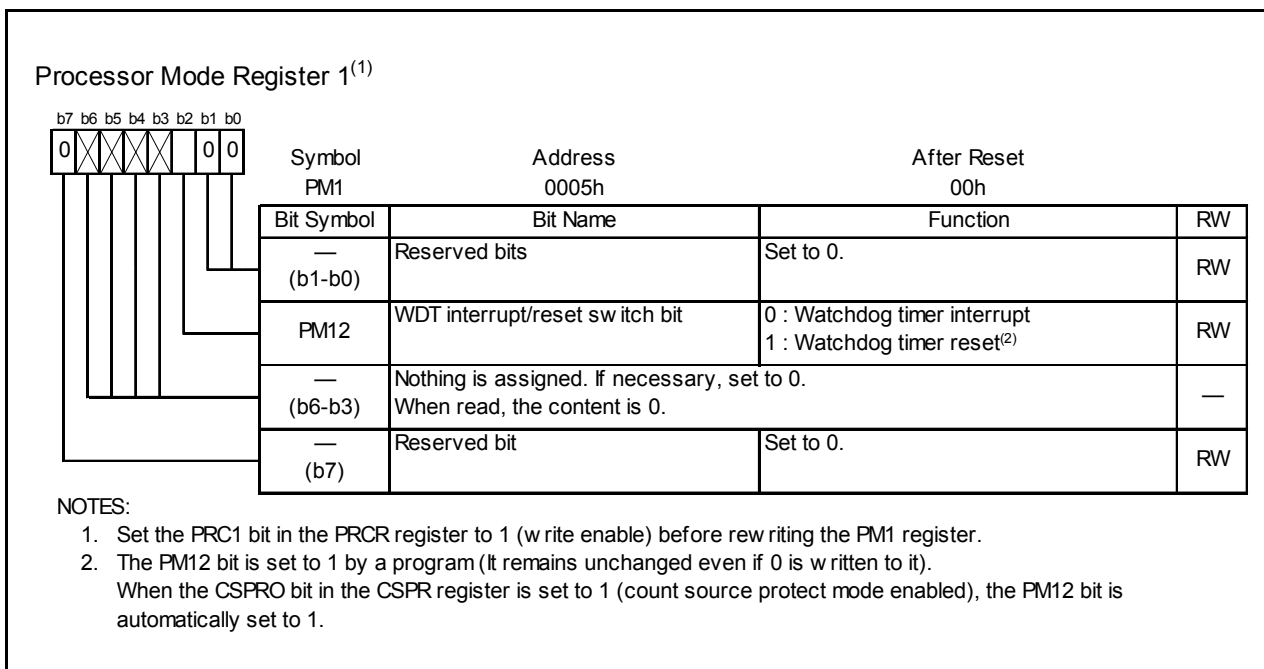 Processor Mode Register 1(1)
b7 b6 b5 b4 b3 b2 b1 b0
0 0 0
Symbol Address After Reset
PM1 0005h 00h
Bit Symbol Bit Name Function RW
— (b1-b0) Reserved bits Set to 0. RW
PM12 WDT interrupt/reset switch bit 0 : Watchdog timer interrupt RW
1 : Watchdog timer reset(2)
— (b6-b3) Nothing is assigned. If necessary, set to 0. —
When read, the content is 0.
— (b7) Reserved bit Set to 0. RW
NOTES:
1. Set the PRC1 bit in the PRCR register to 1 (write enable) before rewriting the PM1 register.
2. The PM12 bit is set to 1 by a program (It remains unchanged even if 0 is written to it).
When the CSPRO bit in the CSPR register is set to 1 (count source protect mode enabled), the PM12 bit is
automatically set to 1.